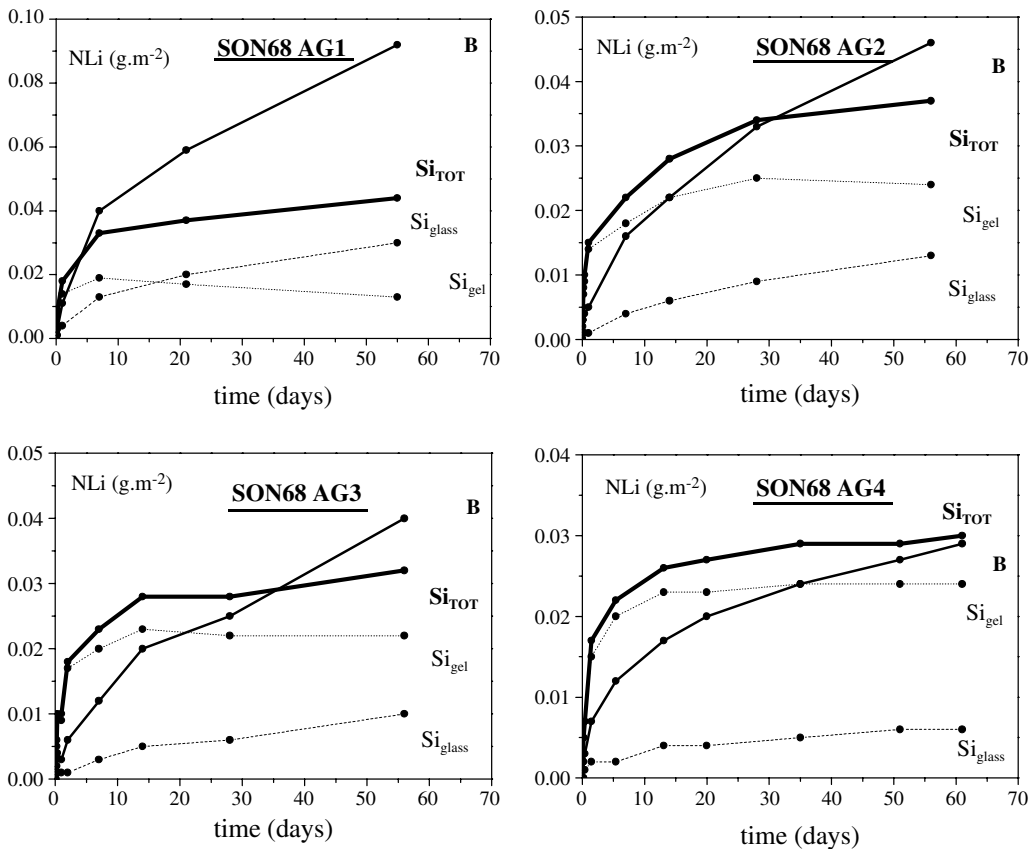 NLi (g.m-2)
SON68 AG1
B
SiTOT
Siglass
Sigel
0.10
0.08
0.06
0.04
0.02
0.00
0 10 20 30 40 50 60 70
time (days)
NLi (g.m-2)
SON68 AG2
B
SiTOT
Sigel
Siglass
0.05
0.04
0.03
0.02
0.01
0.00
0 10 20 30 40 50 60 70
time (days)
NLi (g.m-2)
SON68 AG3
B
SiTOT
Sigel
Siglass
0.05
0.04
0.03
0.02
0.01
0.00
0 10 20 30 40 50 60 70
time (days)
NLi (g.m-2)
SON68 AG4
SiTOT
B
Sigel
Siglass
0.04
0.03
0.02
0.01
0.00
0 10 20 30 40 50 60 70
time (days)